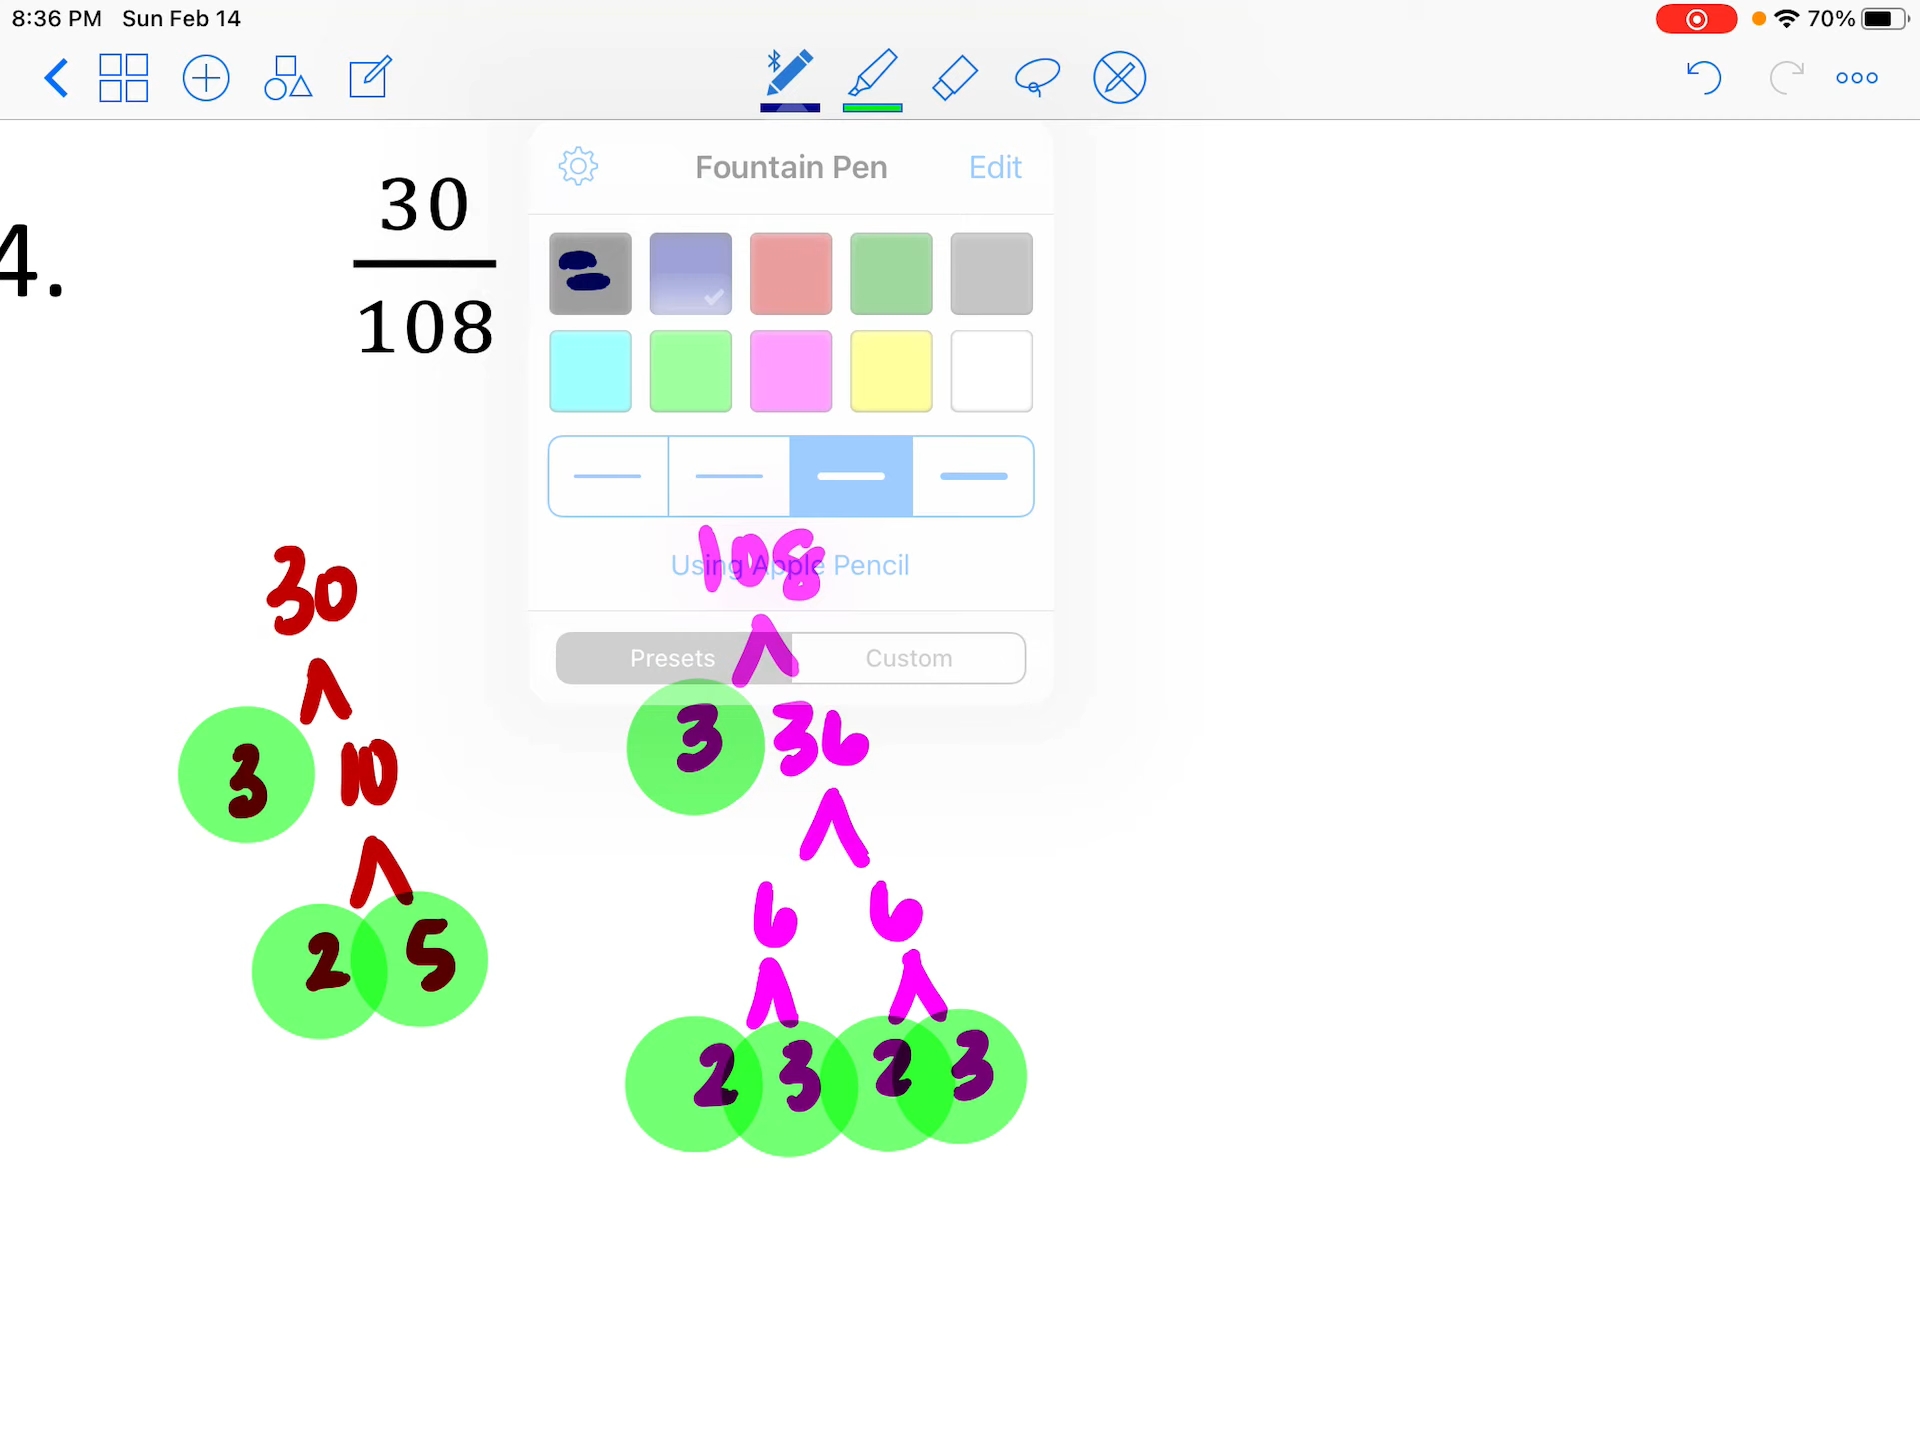 8:36 PM Sun Feb 14 70%
Fountain Pen Edit
4. 30
108
Using Apple Pencil
108
30
Presets Custom
3 36
3 10
6 6
2 5
2 3 2 3